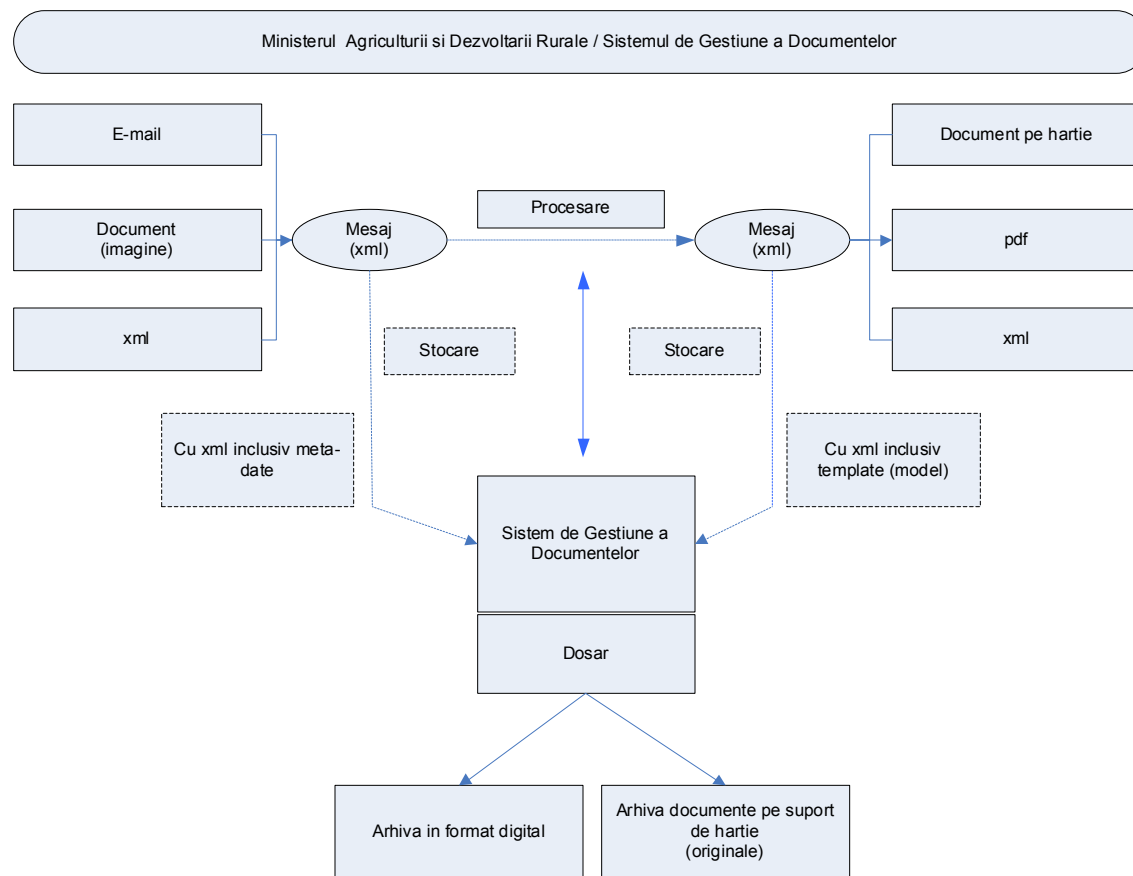 Ministerul Agriculturii si Dezvoltarii Rurale / Sistemul de Gestiune a Documentelor
E-mail
Document pe hartie
Procesare
Document
(imagine)
Mesaj
(xml)
Mesaj
(xml)
pdf
xml
Stocare
Stocare
xml
Cu xml inclusiv meta-
date
Cu xml inclusiv
template (model)
Sistem de Gestiune a
Documentelor
Dosar
Arhiva in format digital
Arhiva documente pe suport
de hartie
(originale)